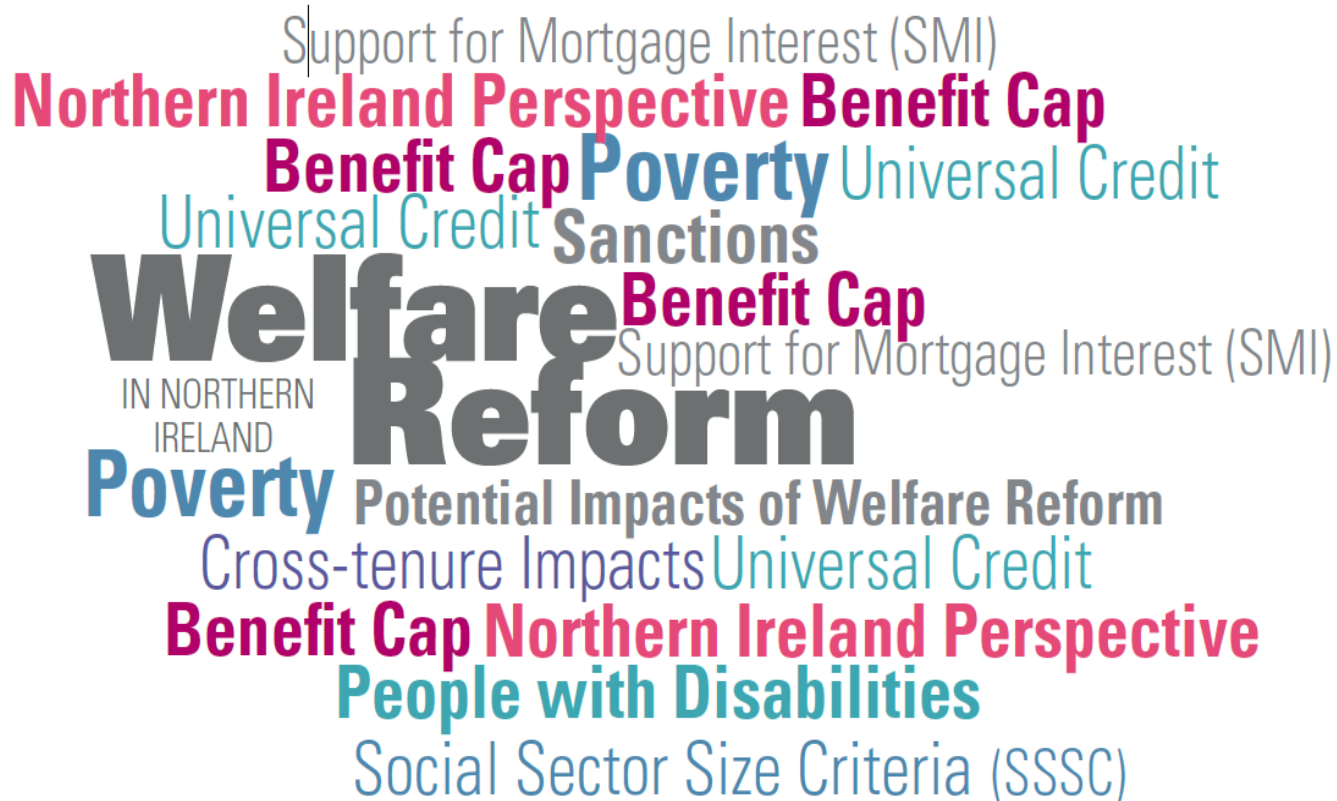 Support for Mortgage Interest (SMI)
Northern Ireland Perspective Benefit Cap
Benefit Cap Poverty Universal Credit
Universal Credit Sanctions
Welfare Benefit Cap
Support for Mortgage Interest (SMI)
IN NORTHERN
IRELAND
Reform
Poverty Potential Impacts of Welfare Reform
Cross-tenure Impacts Universal Credit
Benefit Cap Northern Ireland Perspective
People with Disabilities
Social Sector Size Criteria (SSSC)